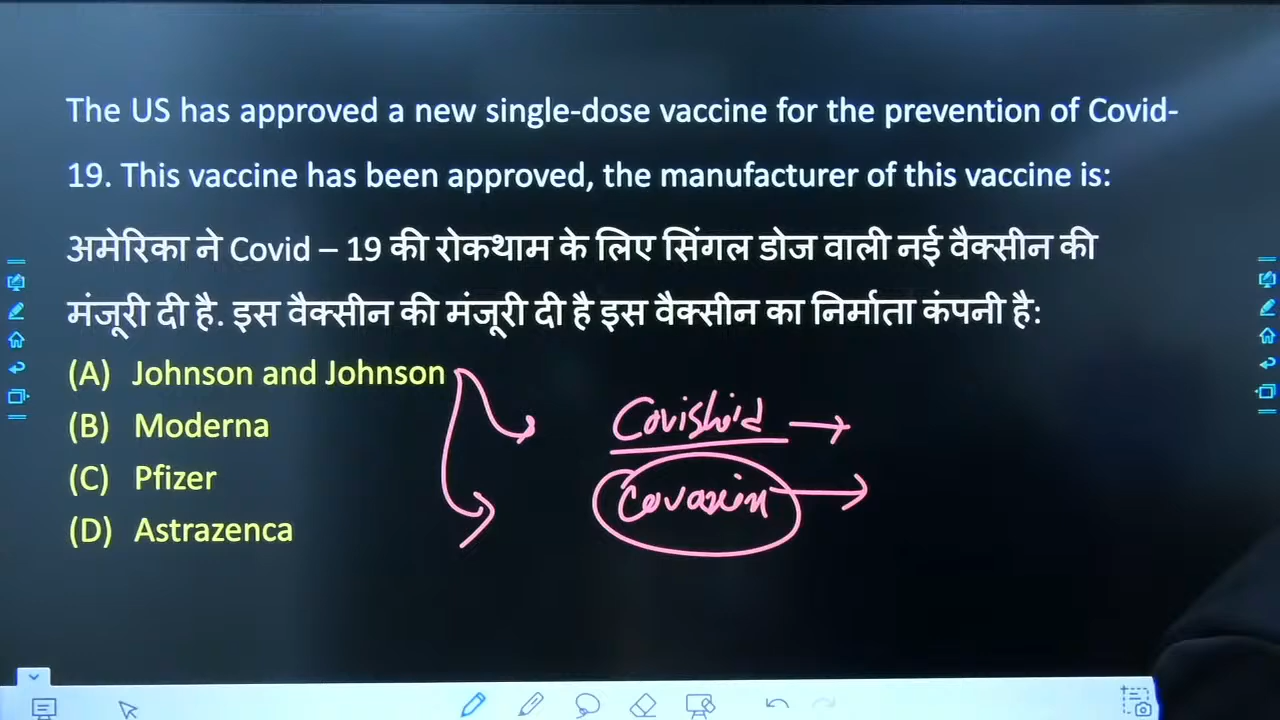 The US has approved a new single-dose vaccine for the prevention of Covid-
19. This vaccine has been approved, the manufacturer of this vaccine is:
अमेरिका ने Covid – 19 की रोकथाम के लिए सिंगल डोज वाली नई वैक्सीन की
मंजूरी दी है. इस वैक्सीन की मंजूरी दी है इस वैक्सीन का निर्माता कंपनी है:
(A) Johnson and Johnson
(B) Moderna
(C) Pfizer
(D) Astrazenca
Covisheid
Covaxin